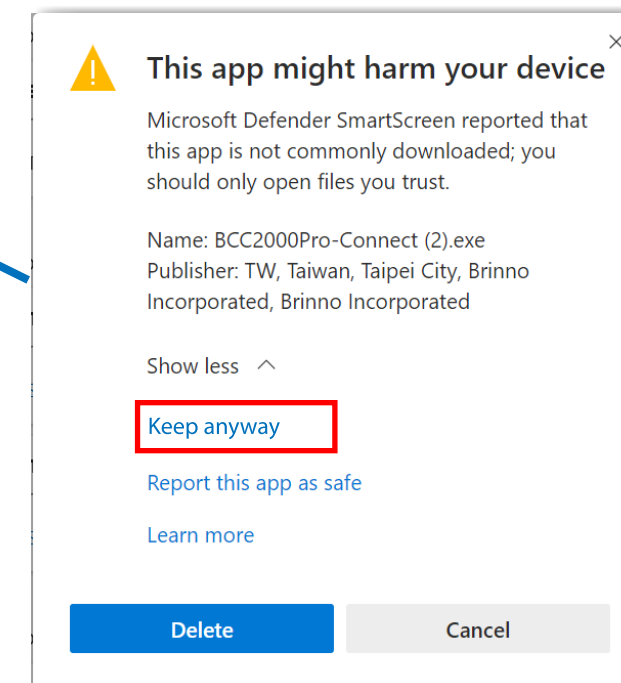 This app might harm your device
Microsoft Defender SmartScreen reported that
this app is not commonly downloaded; you
should only open files you trust.
Name: BCC2000Pro-Connect (2).exe
Publisher: TW, Taiwan, Taipei City, Brinno
Incorporated, Brinno Incorporated
Show less
Keep anyway
Report this app as safe
Learn more
Delete
Cancel